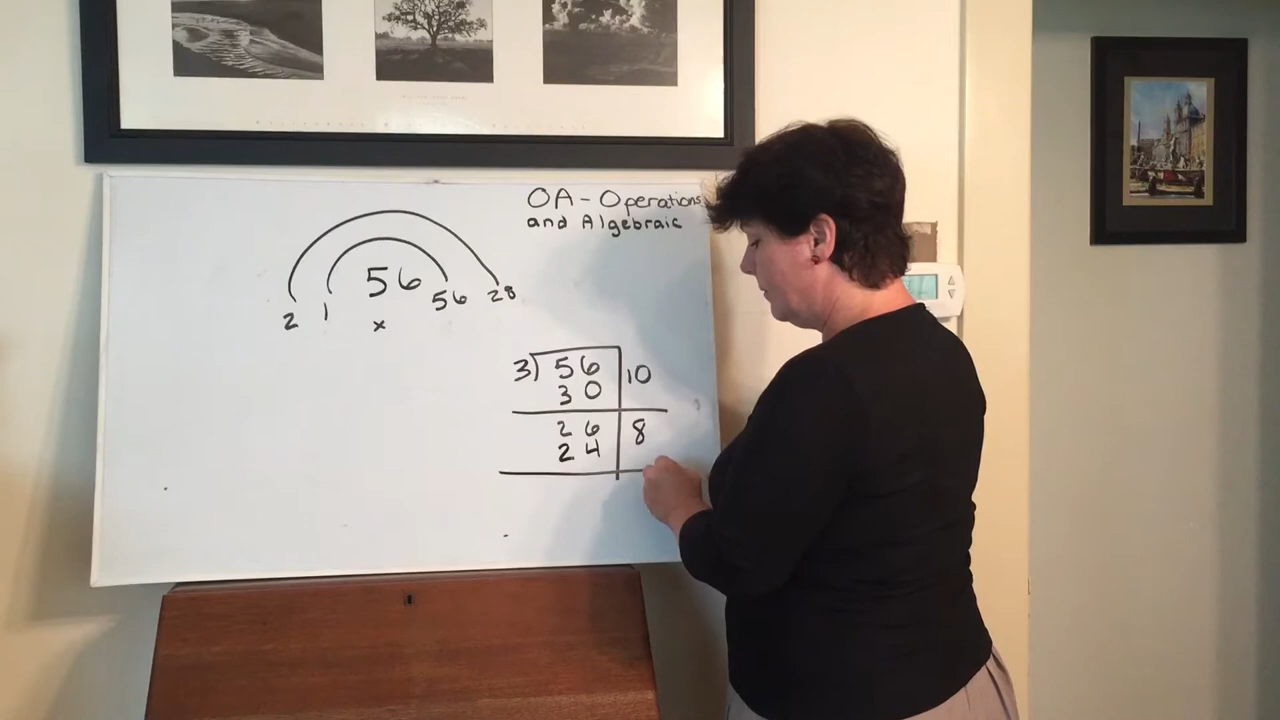 OA - Operations
and Algebraic
56
2 1 56 28
x
3) 56 10
30
26 8
24